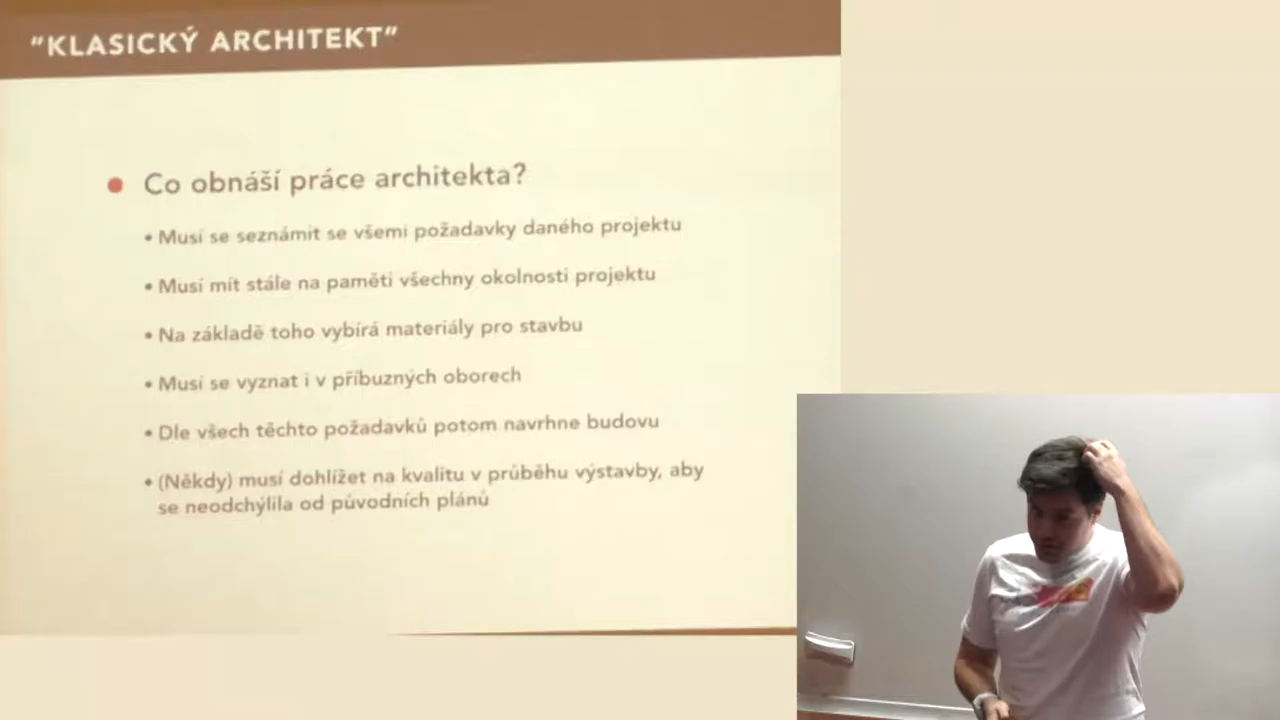 "KLASICKÝ ARCHITEKT"
Co obnáší práce architekta?
• Musí se seznámit se všemi požadavky daného projektu
• Musí mít stále na paměti všechny okolnosti projektu
• Na základě toho vybírá materiály pro stavbu
• Musí se vyznat i v příbuzných oborech
• Dle všech těchto požadavků potom navrhne budovu
• (Někdy) musí dohlížet na kvalitu v průběhu výstavby, aby
se neodchýlila od původních plánů